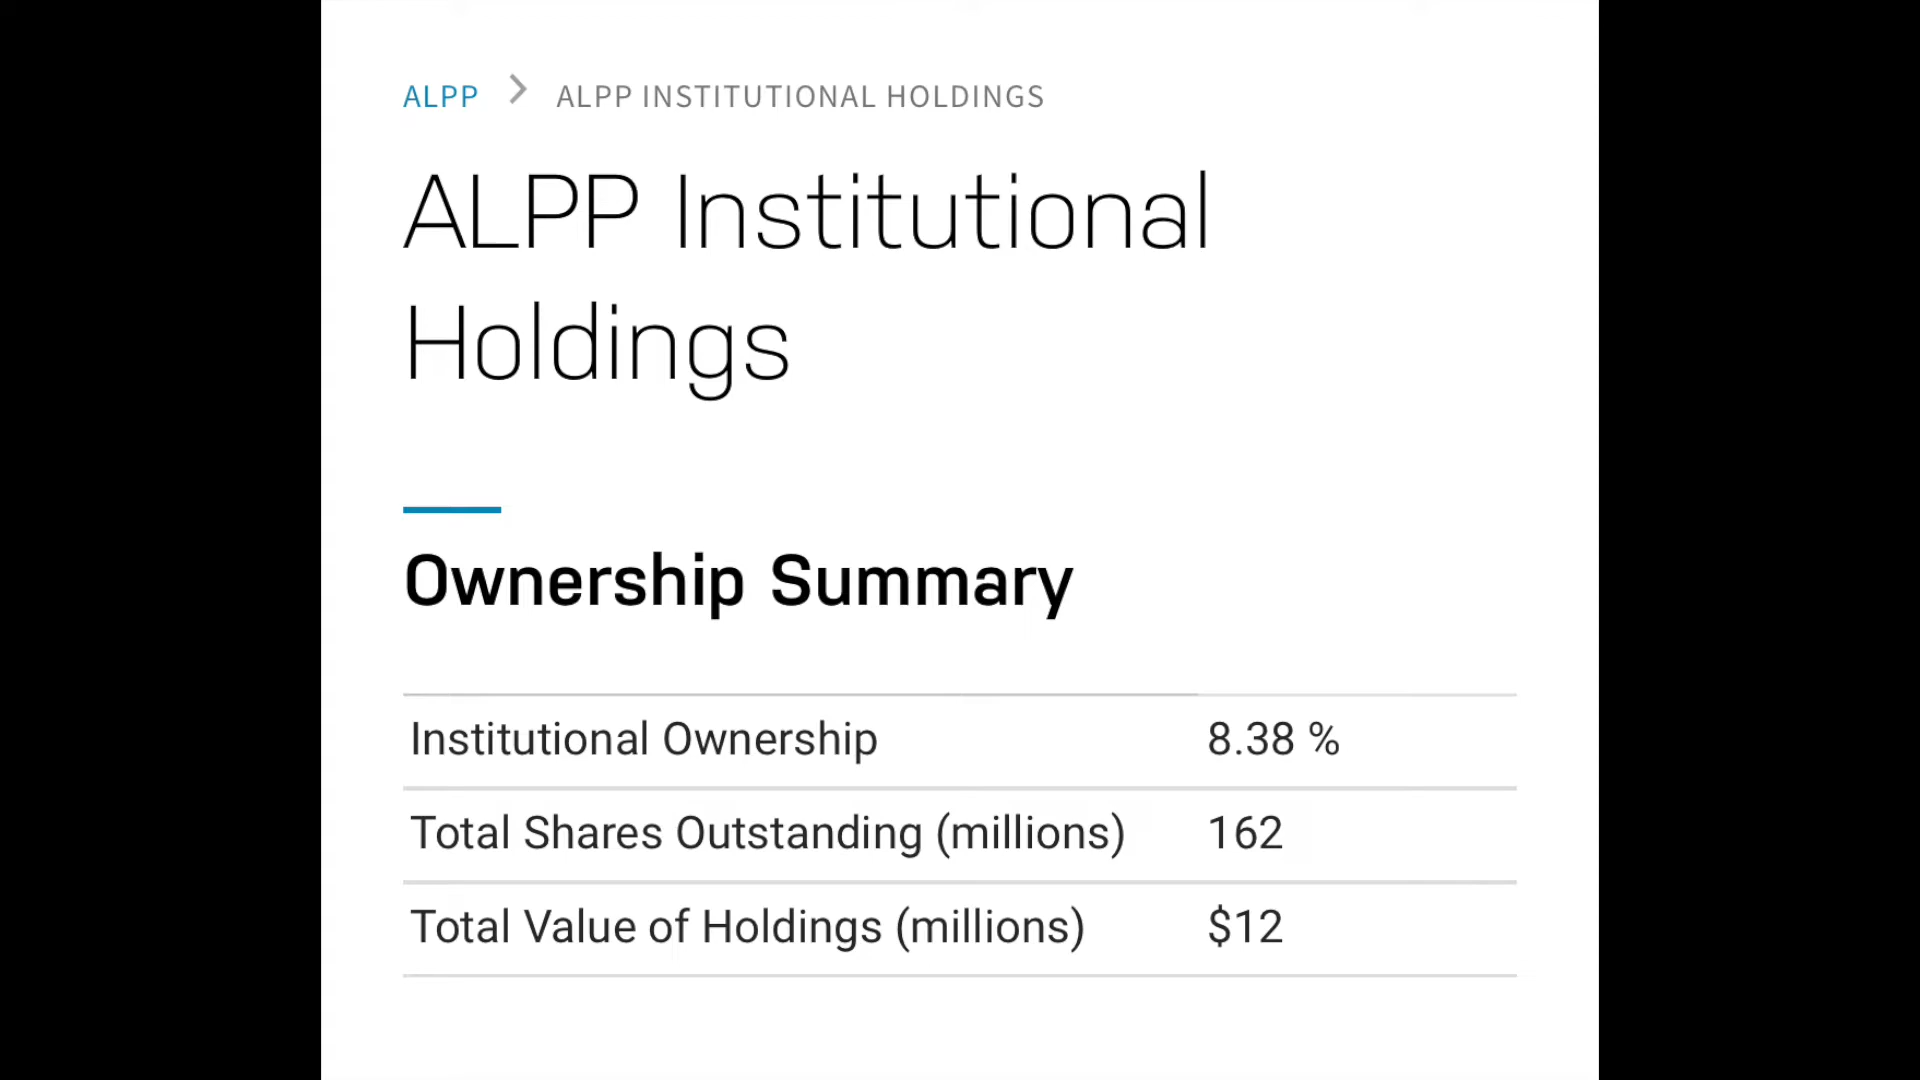 ALPP > ALPP INSTITUTIONAL HOLDINGS
ALPP Institutional
Holdings
Ownership Summary
Institutional Ownership 8.38 %
Total Shares Outstanding (millions) 162
Total Value of Holdings (millions) $12